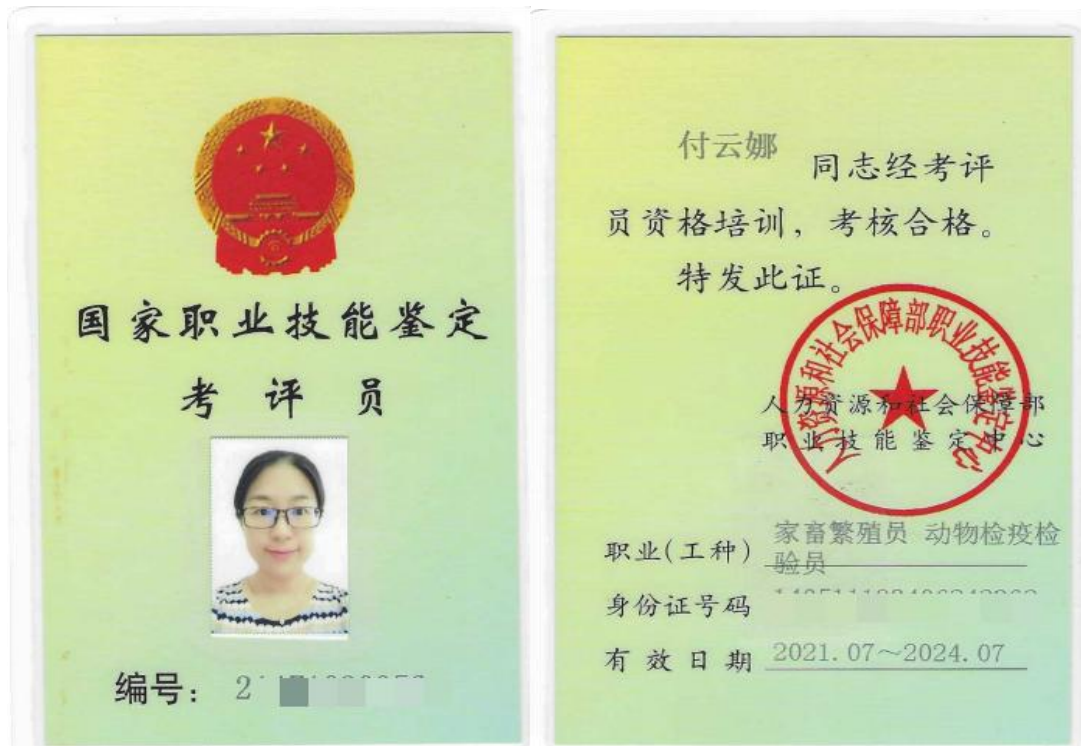 国家职业技能鉴定
考评员
编号：
付云娜
同志经考评
员资格培训，考核合格。
特发此证。
人力资源和社会保障部职业技能鉴定中心
人力资源和社会保障部
职业技能鉴定中心
职业(工种) 家畜繁殖员 动物检疫检
验员
身份证号码
有效日期 2021.07～2024.07